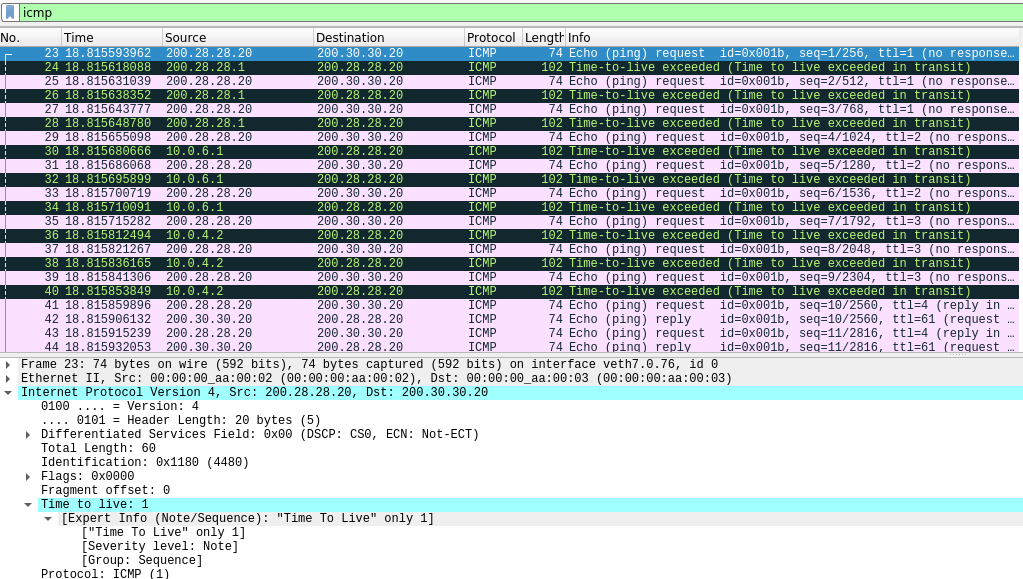 icmp
No. Time Source Destination Protocol Length Info
23 18.815593962 200.28.28.20 200.30.30.20 ICMP 74 Echo (ping) request id=0x001b, seq=1/256, ttl=1 (no response…
24 18.815618088 200.28.28.1 200.28.28.20 ICMP 102 Time-to-live exceeded (Time to live exceeded in transit)
25 18.815631039 200.28.28.20 200.30.30.20 ICMP 74 Echo (ping) request id=0x001b, seq=2/512, ttl=1 (no response…
26 18.815638352 200.28.28.1 200.28.28.20 ICMP 102 Time-to-live exceeded (Time to live exceeded in transit)
27 18.815643777 200.28.28.20 200.30.30.20 ICMP 74 Echo (ping) request id=0x001b, seq=3/768, ttl=1 (no response…
28 18.815648780 200.28.28.1 200.28.28.20 ICMP 102 Time-to-live exceeded (Time to live exceeded in transit)
29 18.815655098 200.28.28.20 200.30.30.20 ICMP 74 Echo (ping) request id=0x001b, seq=4/1024, ttl=2 (no respons…
30 18.815680666 10.0.6.1 200.28.28.20 ICMP 102 Time-to-live exceeded (Time to live exceeded in transit)
31 18.815686068 200.28.28.20 200.30.30.20 ICMP 74 Echo (ping) request id=0x001b, seq=5/1280, ttl=2 (no respons…
32 18.815695899 10.0.6.1 200.28.28.20 ICMP 102 Time-to-live exceeded (Time to live exceeded in transit)
33 18.815700719 200.28.28.20 200.30.30.20 ICMP 74 Echo (ping) request id=0x001b, seq=6/1536, ttl=2 (no respons…
34 18.815710091 10.0.6.1 200.28.28.20 ICMP 102 Time-to-live exceeded (Time to live exceeded in transit)
35 18.815715282 200.28.28.20 200.30.30.20 ICMP 74 Echo (ping) request id=0x001b, seq=7/1792, ttl=3 (no respons…
36 18.815812494 10.0.4.2 200.28.28.20 ICMP 102 Time-to-live exceeded (Time to live exceeded in transit)
37 18.815821267 200.28.28.20 200.30.30.20 ICMP 74 Echo (ping) request id=0x001b, seq=8/2048, ttl=3 (no respons…
38 18.815836165 10.0.4.2 200.28.28.20 ICMP 102 Time-to-live exceeded (Time to live exceeded in transit)
39 18.815841306 200.28.28.20 200.30.30.20 ICMP 74 Echo (ping) request id=0x001b, seq=9/2304, ttl=3 (no respons…
40 18.815853849 10.0.4.2 200.28.28.20 ICMP 102 Time-to-live exceeded (Time to live exceeded in transit)
41 18.815859896 200.28.28.20 200.30.30.20 ICMP 74 Echo (ping) request id=0x001b, seq=10/2560, ttl=4 (reply in …
42 18.815906132 200.30.30.20 200.28.28.20 ICMP 74 Echo (ping) reply id=0x001b, seq=10/2560, ttl=61 (request …
43 18.815915239 200.28.28.20 200.30.30.20 ICMP 74 Echo (ping) request id=0x001b, seq=11/2816, ttl=4 (reply in …
44 18.815932053 200.30.30.20 200.28.28.20 ICMP 74 Echo (ping) reply id=0x001b, seq=11/2816, ttl=61 (request …
Frame 23: 74 bytes on wire (592 bits), 74 bytes captured (592 bits) on interface veth7.0.76, id 0
Ethernet II, Src: 00:00:00_aa:00:02 (00:00:00:aa:00:02), Dst: 00:00:00_aa:00:03 (00:00:00:aa:00:03)
Internet Protocol Version 4, Src: 200.28.28.20, Dst: 200.30.30.20
0100 .... = Version: 4
.... 0101 = Header Length: 20 bytes (5)
Differentiated Services Field: 0x00 (DSCP: CS0, ECN: Not-ECT)
Total Length: 60
Identification: 0x1180 (4480)
Flags: 0x0000
Fragment offset: 0
Time to live: 1
[Expert Info (Note/Sequence): "Time To Live" only 1]
["Time To Live" only 1]
[Severity level: Note]
[Group: Sequence]
Protocol: ICMP (1)